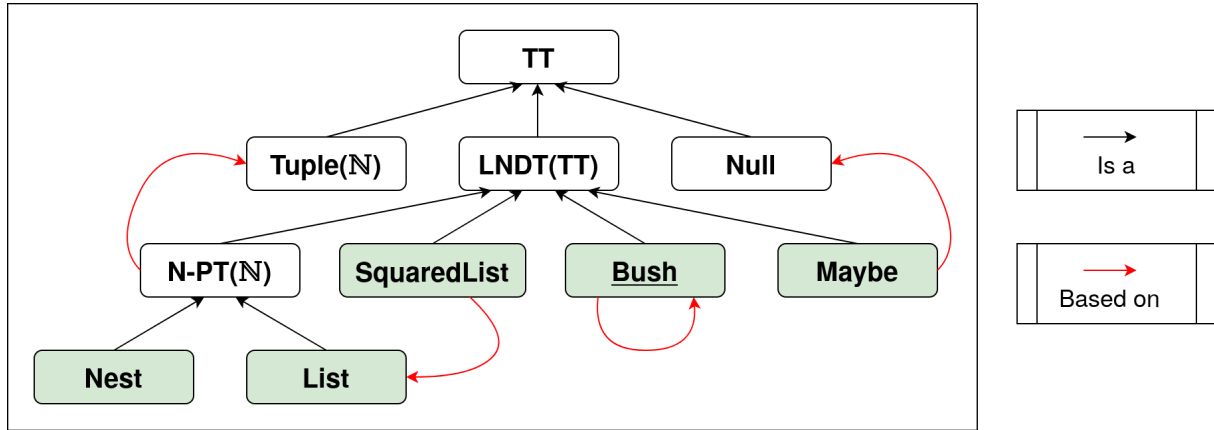 TT
Tuple(ℕ)
LNDT(TT)
Null
Is a
N-PT(ℕ)
SquaredList
Bush
Maybe
Based on
Nest
List